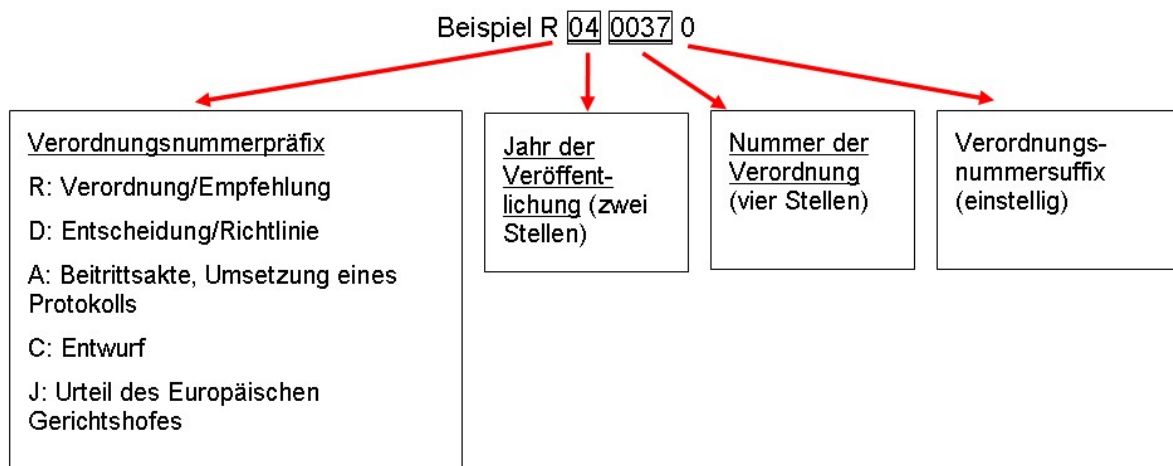 Beispiel R 04 0037 0
Verordnungsnummerpräfix
R: Verordnung/Empfehlung
D: Entscheidung/Richtlinie
A: Beitrittsakte, Umsetzung eines
Protokolls
C: Entwurf
J: Urteil des Europäischen
Gerichtshofes
Jahr der
Veröffent-
lichung (zwei
Stellen)
Nummer der
Verordnung
(vier Stellen)
Verordnungs-
nummersuffix
(einstellig)